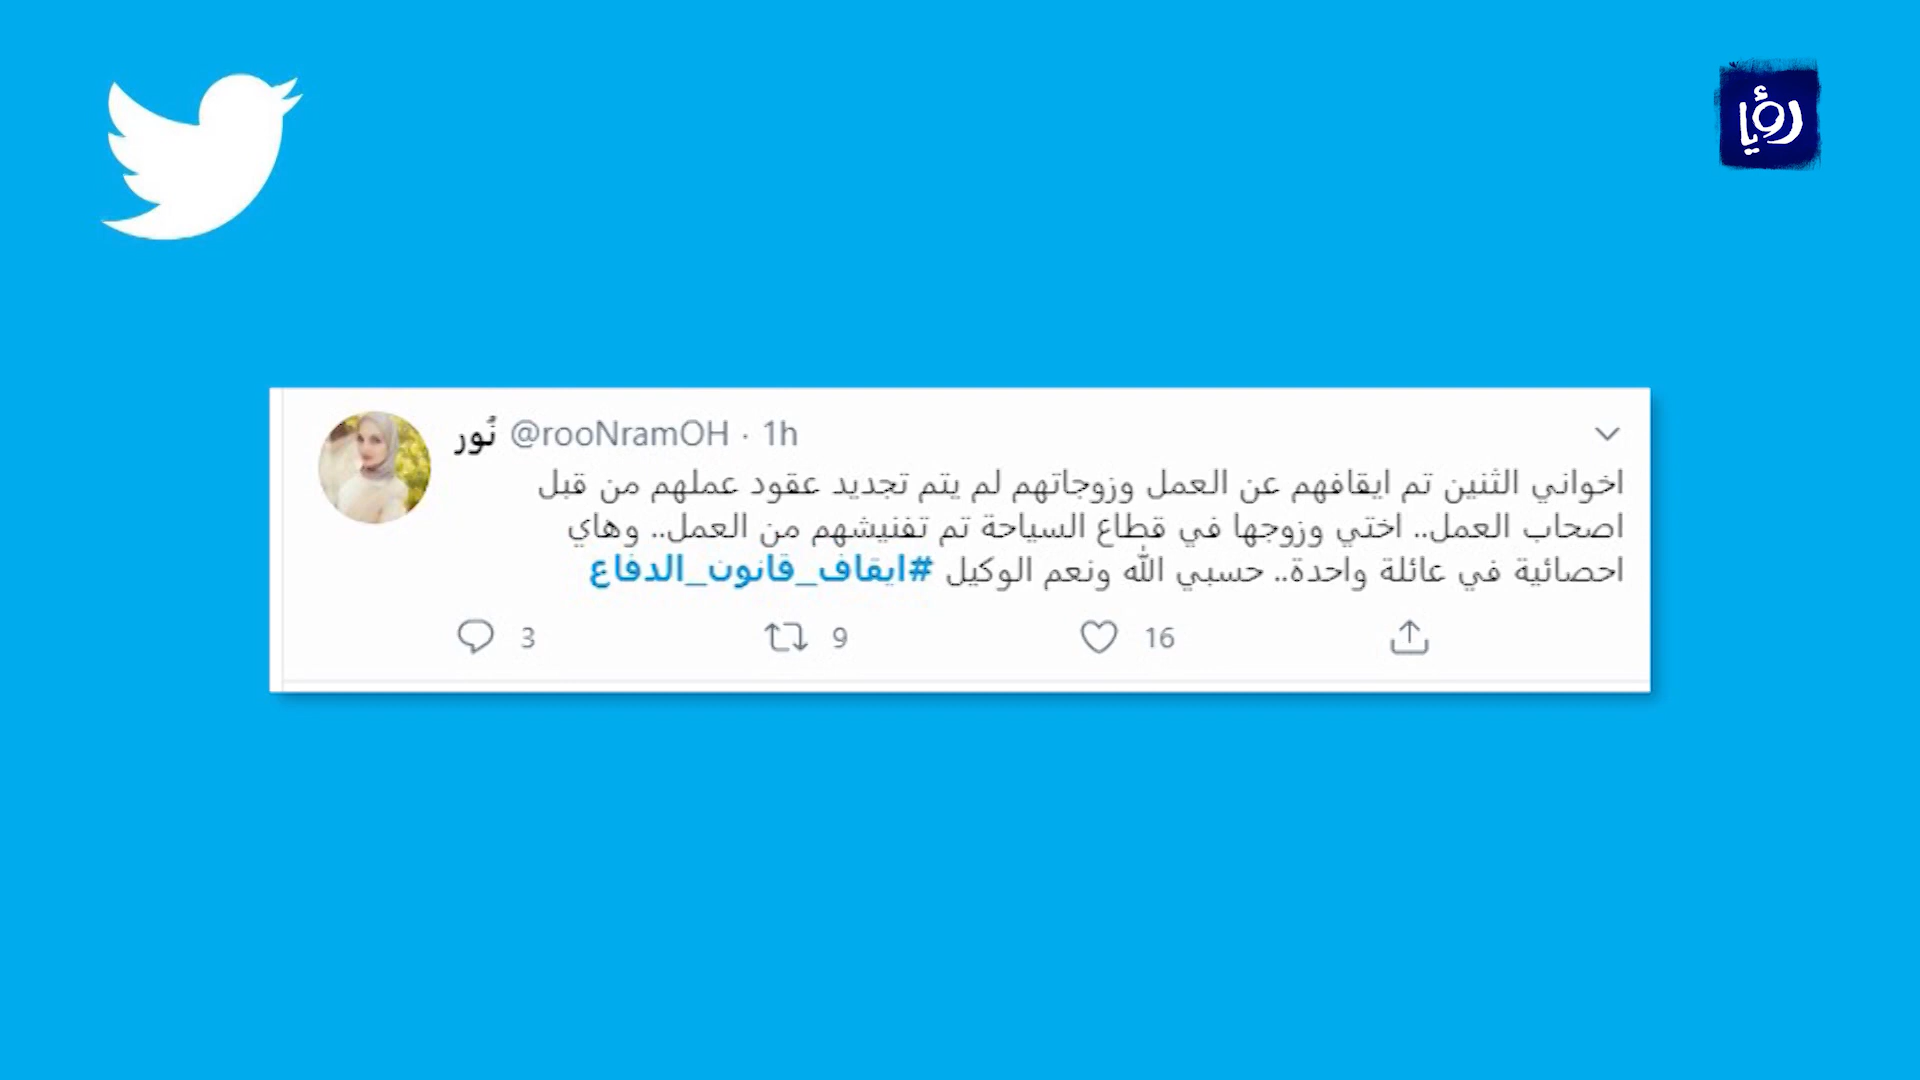 رؤيا
نُور @rooNramOH · 1h
اخواني الثنين تم ايقافهم عن العمل وزوجاتهم لم يتم تجديد عقود عملهم من قبل
اصحاب العمل.. اختي وزوجها في قطاع السياحة تم تفنيشهم من العمل.. وهاي
احصائية في عائلة واحدة.. حسبي الله ونعم الوكيل #ايقاف_قانون_الدفاع
3 9 16